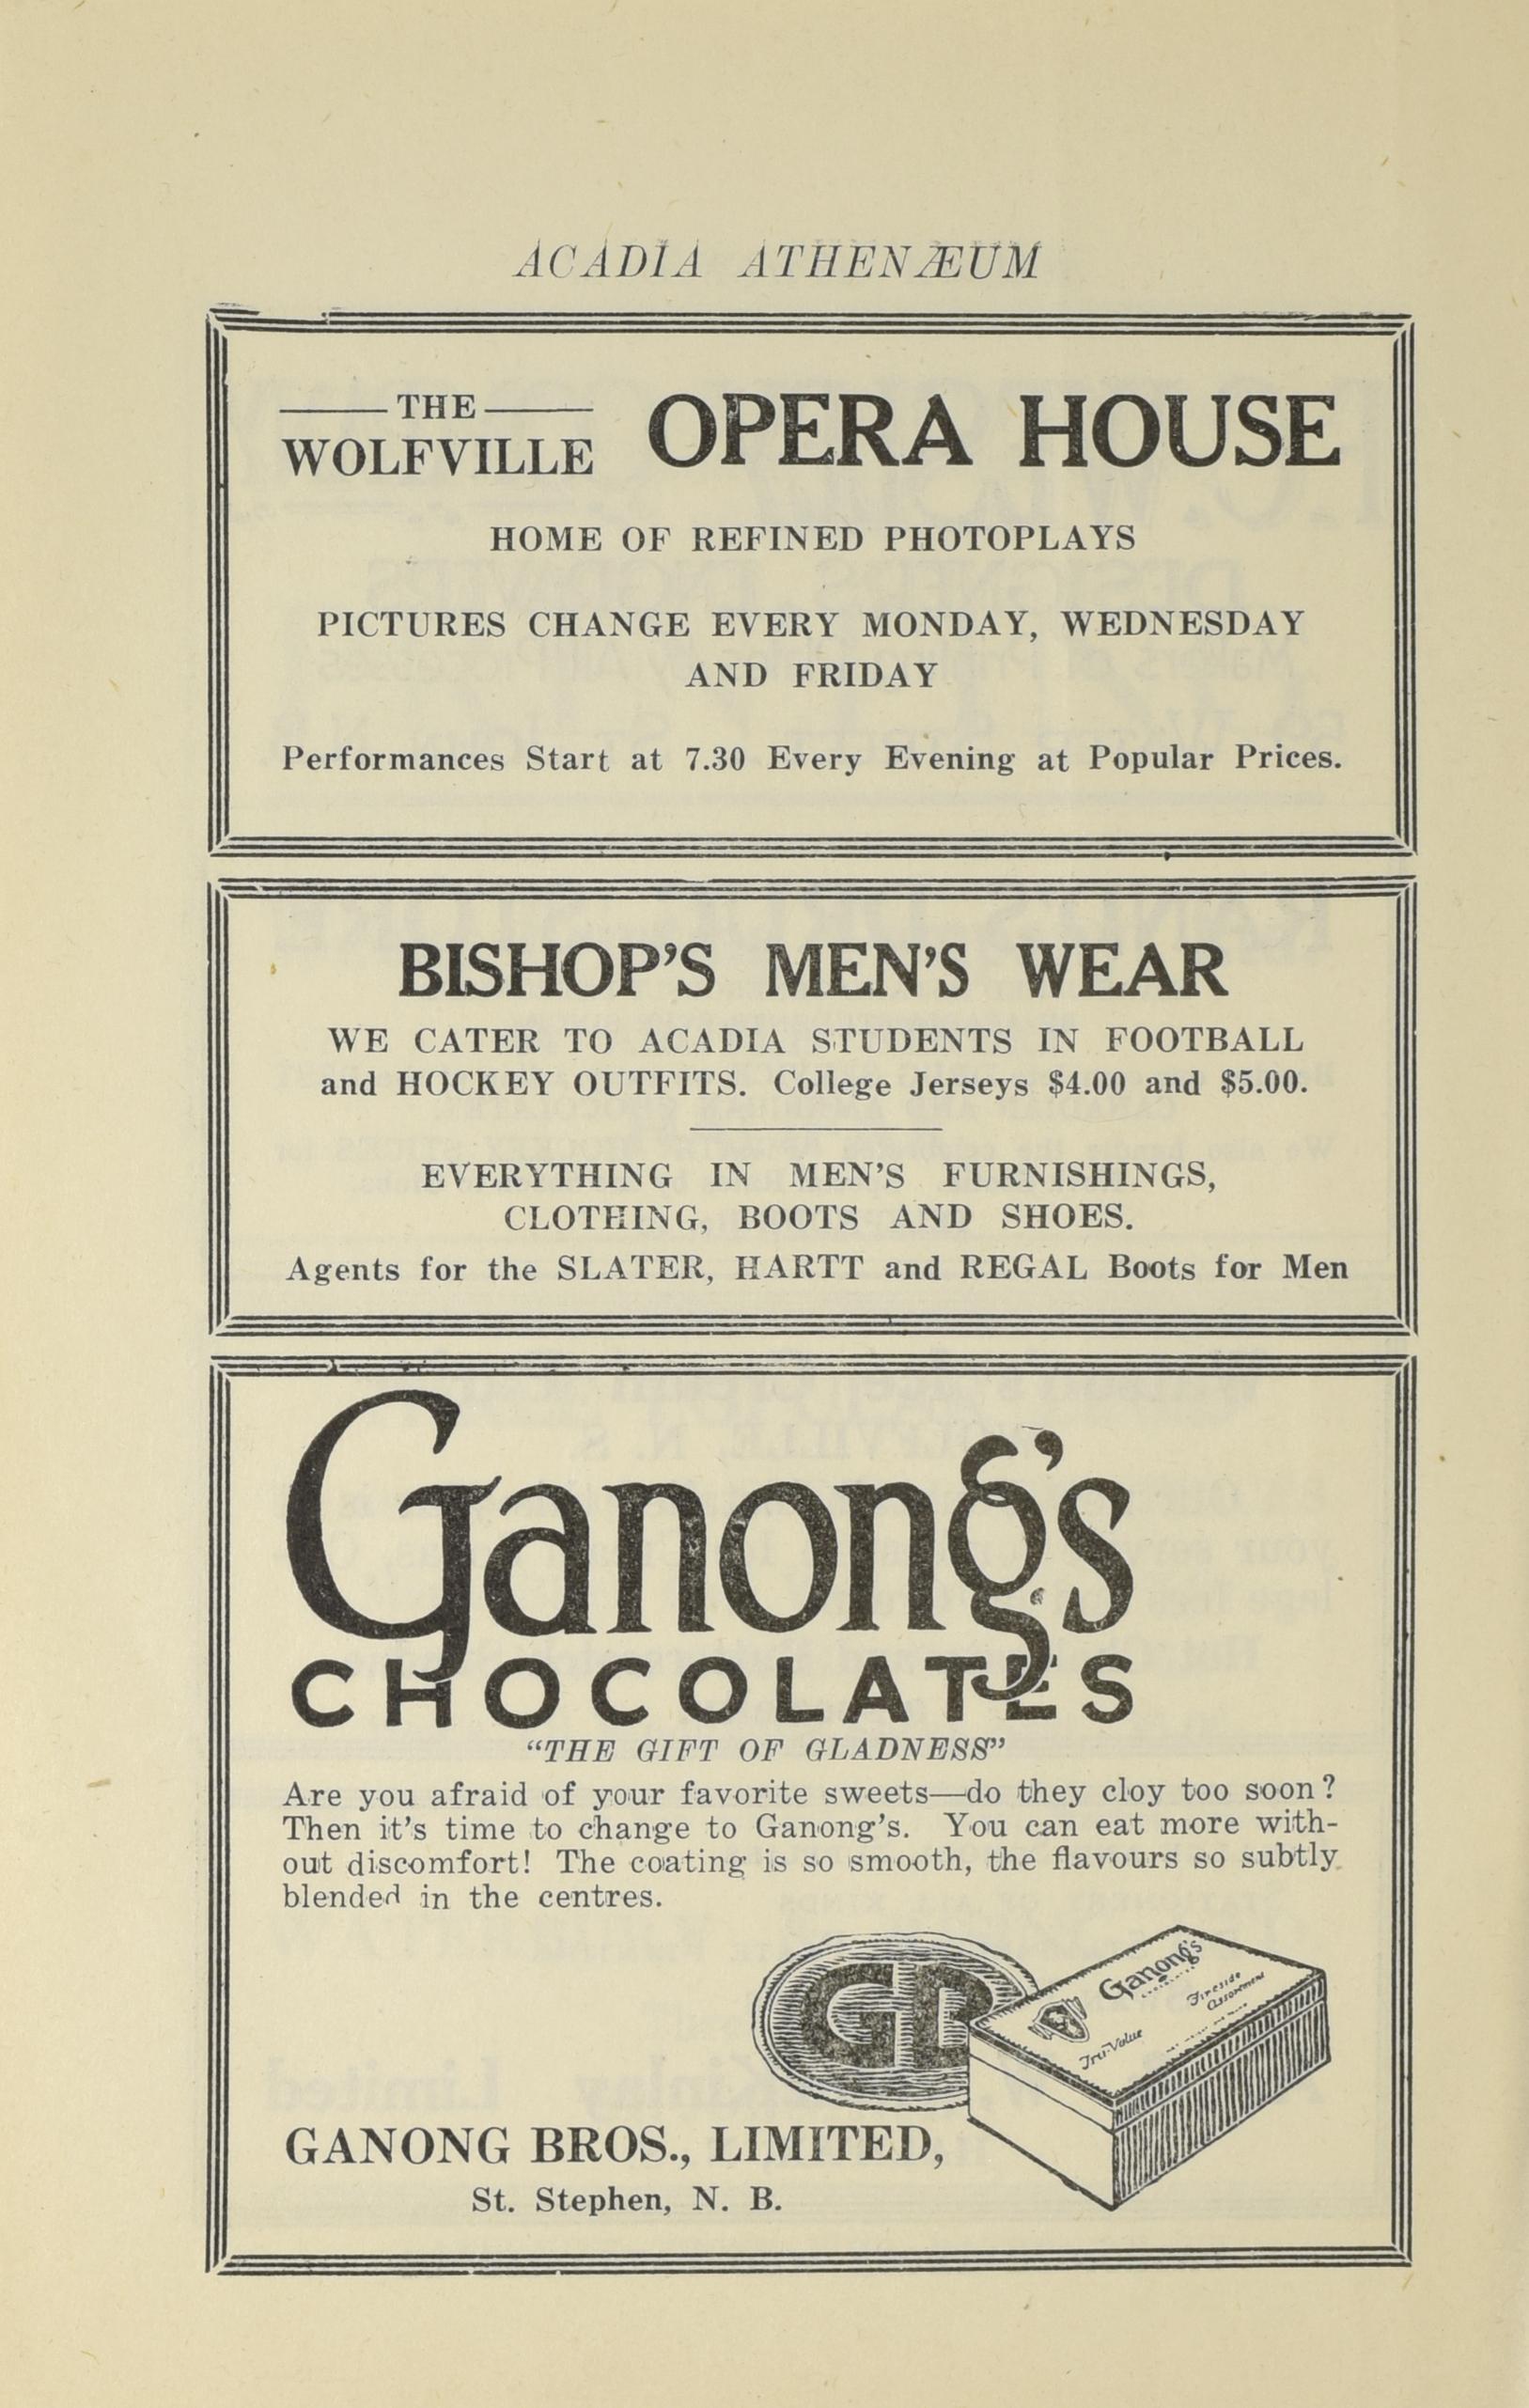 ACADIA ATHENÆUM
THE
WOLFVILLE OPERA HOUSE
HOME OF REFINED PHOTOPLAYS
PICTURES CHANGE EVERY MONDAY, WEDNESDAY
AND FRIDAY
Performances Start at 7.30 Every Evening at Popular Prices.
BISHOP'S MEN'S WEAR
WE CATER TO ACADIA STUDENTS IN FOOTBALL
and HOCKEY OUTFITS. College Jerseys $4.00 and $5.00.
EVERYTHING IN MEN'S FURNISHINGS,
CLOTHING, BOOTS AND SHOES.
Agents for the SLATER, HARTT and REGAL Boots for Men
Ganong's
CHOCOLATES
“THE GIFT OF GLADNESS”
Are you afraid of your favorite sweets—do they cloy too soon?
Then it's time to change to Ganong's. You can eat more with-
out discomfort! The coating is so smooth, the flavours so subtly
blended in the centres.
GB
Ganong's
Fireside
Assortment
Tru-Value
GANONG BROS., LIMITED,
St. Stephen, N. B.